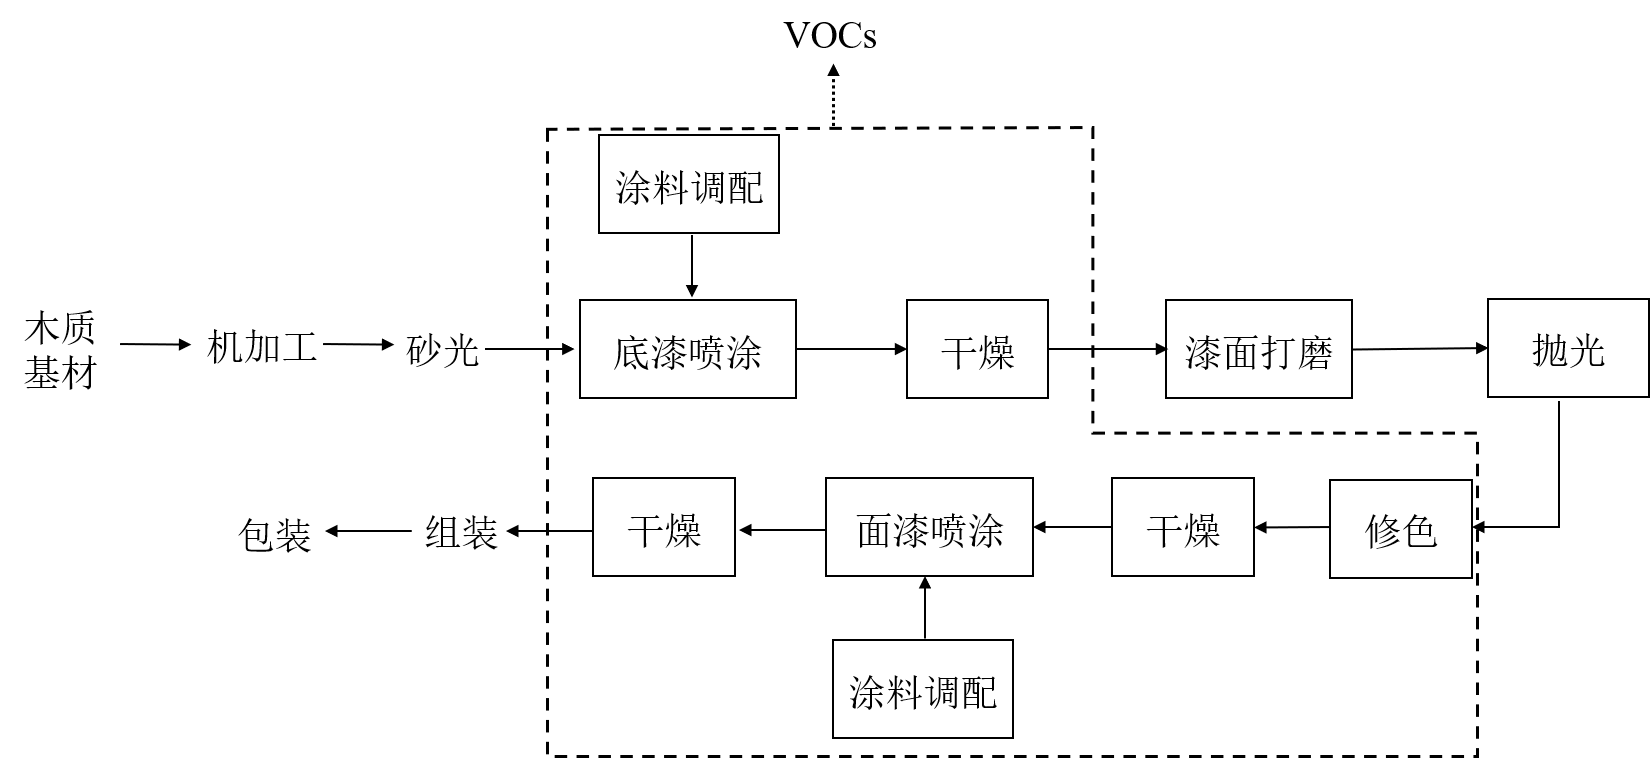 VOCs
涂料调配
木质
基材
机加工
砂光
底漆喷涂
干燥
漆面打磨
抛光
包装
组装
干燥
面漆喷涂
干燥
修色
涂料调配